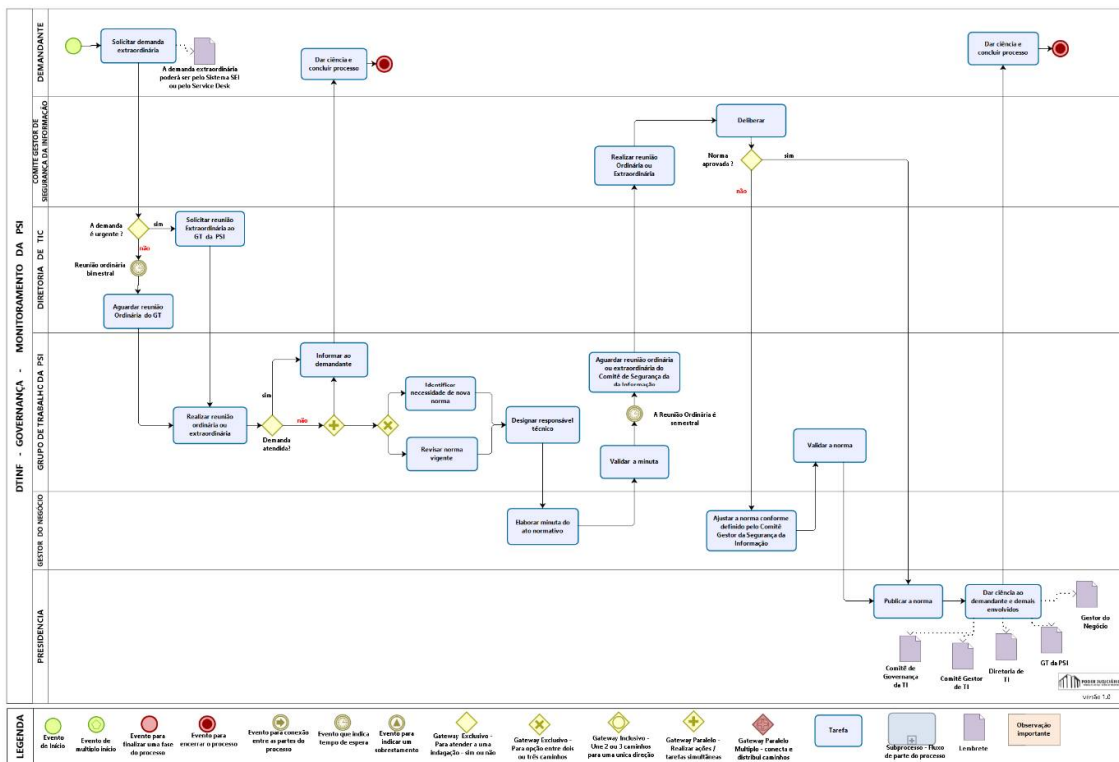 DTINF - GOVERNANÇA - MONITORAMENTO DA PSI
DEMANDANTE
Solicitar demanda
extraordinária
A demanda extraordinária
poderá ser pelo Sistema SEI
ou pelo Service Desk
Dar ciência e
concluir processo
Dar ciência e
concluir processo
COMITE GESTOR DE
SEGURANÇA DA INFORMAÇÃO
Realizar reunião
Ordinária ou
Extraordinária
Deliberar
Norma
aprovada ?
sim
não
DIRETORIA DE TIC
A demanda
é urgente ?
sim
não
Solicitar reunião
Extraordinária ao
GT da PSI
Reunião ordinária
bimestral
Aguardar reunião
Ordinária do GT
GRUPO DE TRABALHO DA PSI
Realizar reunião
ordinária ou
extraordinária
sim
Demanda
atendida?
não
Informar ao
demandante
Identificar
necessidade de nova
norma
Revisar norma
vigente
Designar responsável
técnico
Aguardar reunião ordinária
ou extraordinária do
Comitê de Segurança da
da Informação
A Reunião Ordinária é
semestral
Validar a minuta
Validar a norma
GESTOR DO NEGÓCIO
Elaborar minuta do
ato normativo
Ajustar a norma conforme
definido pelo Comitê
Gestor da Segurança da
Informação
PRESIDENCIA
Publicar a norma
Dar ciência ao
demandante e demais
envolvidos
Gestor do
Negócio
GT da PSI
Diretoria de
TI
Comitê Gestor
de TI
Comitê de
Governança da
TI
PODER JUDICIÁRIO
versão 1.0
LEGENDA
Evento
de Início
Evento de
multiplo início
Evento para
finalizar uma fase
do processo
Evento para
encerrar o processo
Evento para conexão
entre as partes do
processo
Evento que indica
tempo de espera
Evento para
indicar um
sobrestamento
Gateway Exclusivo -
Para atender a uma
indagação - sim ou não
Gateway Exclusivo -
Para opção entre dois
ou três caminhos
Gateway Inclusivo -
Une 2 ou 3 caminhos
para uma unica direção
Gateway Paralelo -
Realizar ações /
tarefas simultâneas
Gateway Paralelo
Multiplo - conecta e
distribui caminhos
Tarefa
Subprocesso - Fluxo
de parte do processo
Lembrete
Observação
importante